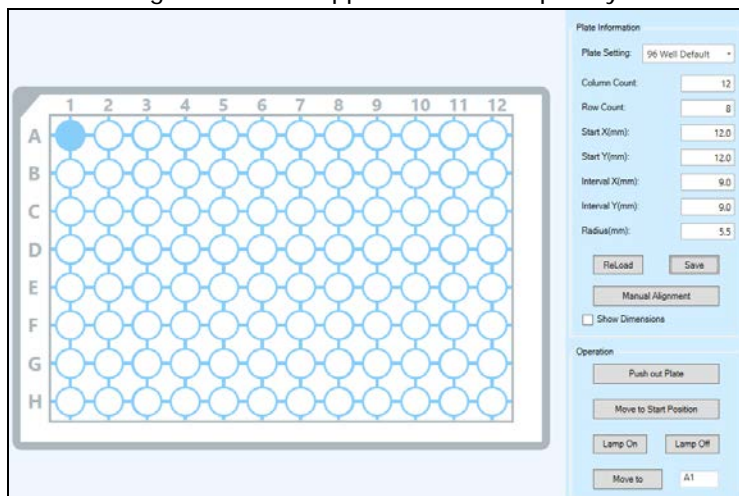 Plate Information
Plate Setting: 96 Well Default
Column Count: 12
Row Count: 8
Start X(mm): 12.0
Start Y(mm): 12.0
Interval X(mm): 9.0
Interval Y(mm): 9.0
Radius(mm): 5.5
ReLoad Save
Manual Alignment
Show Dimensions
Operation
Push out Plate
Move to Start Position
Lamp On Lamp Off
Move to A1
1 2 3 4 5 6 7 8 9 10 11 12
A
B
C
D
E
F
G
H